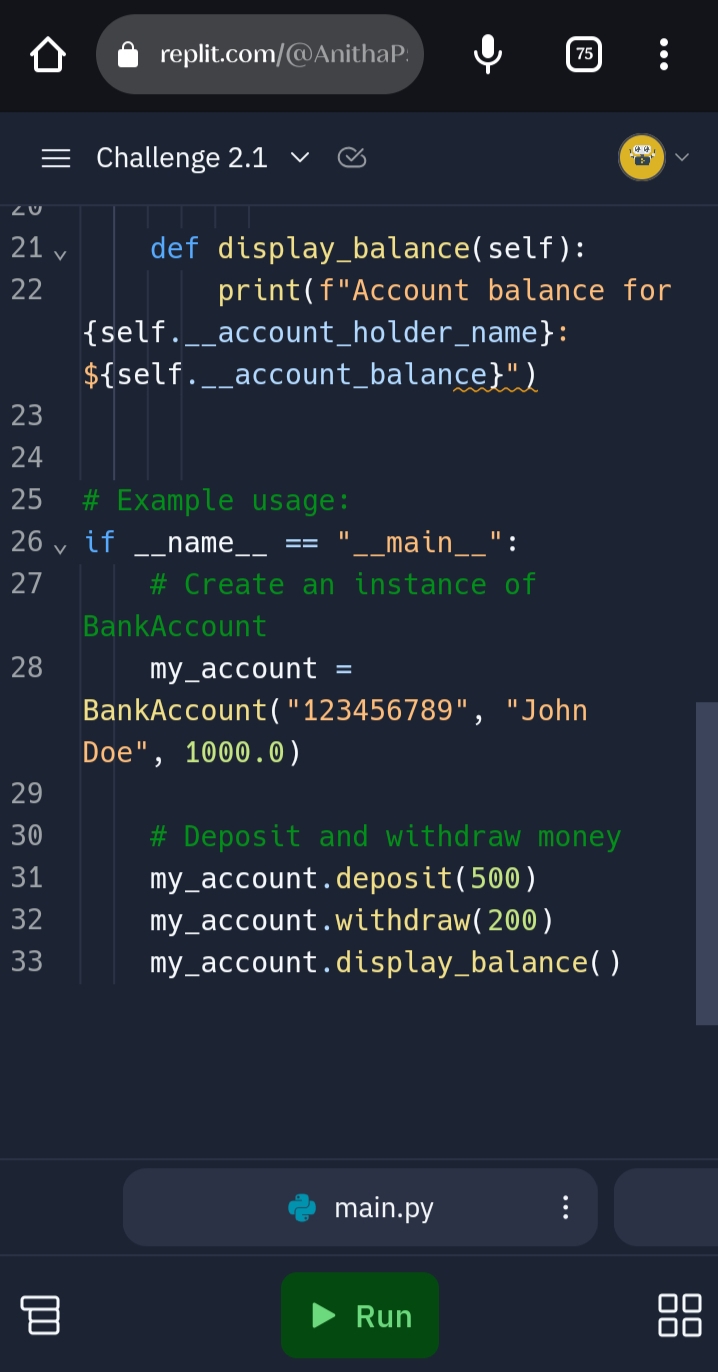 replit.com/@AnithaP
75
Challenge 2.1
20
21 def display_balance(self):
22 print(f"Account balance for
{self.__account_holder_name}:
${self.__account_balance}")
23
24
25 # Example usage:
26 if __name__ == "__main__":
27 # Create an instance of
BankAccount
28 my_account =
BankAccount("123456789", "John
Doe", 1000.0)
29
30 # Deposit and withdraw money
31 my_account.deposit(500)
32 my_account.withdraw(200)
33 my_account.display_balance()
main.py
Run